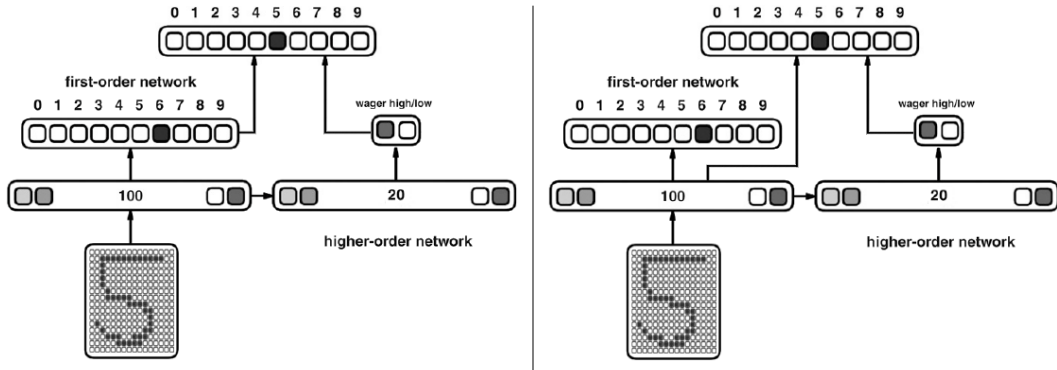 0 1 2 3 4 5 6 7 8 9
first-order network
0 1 2 3 4 5 6 7 8 9
wager high/low
100
20
higher-order network
0 1 2 3 4 5 6 7 8 9
first-order network
0 1 2 3 4 5 6 7 8 9
wager high/low
100
20
higher-order network